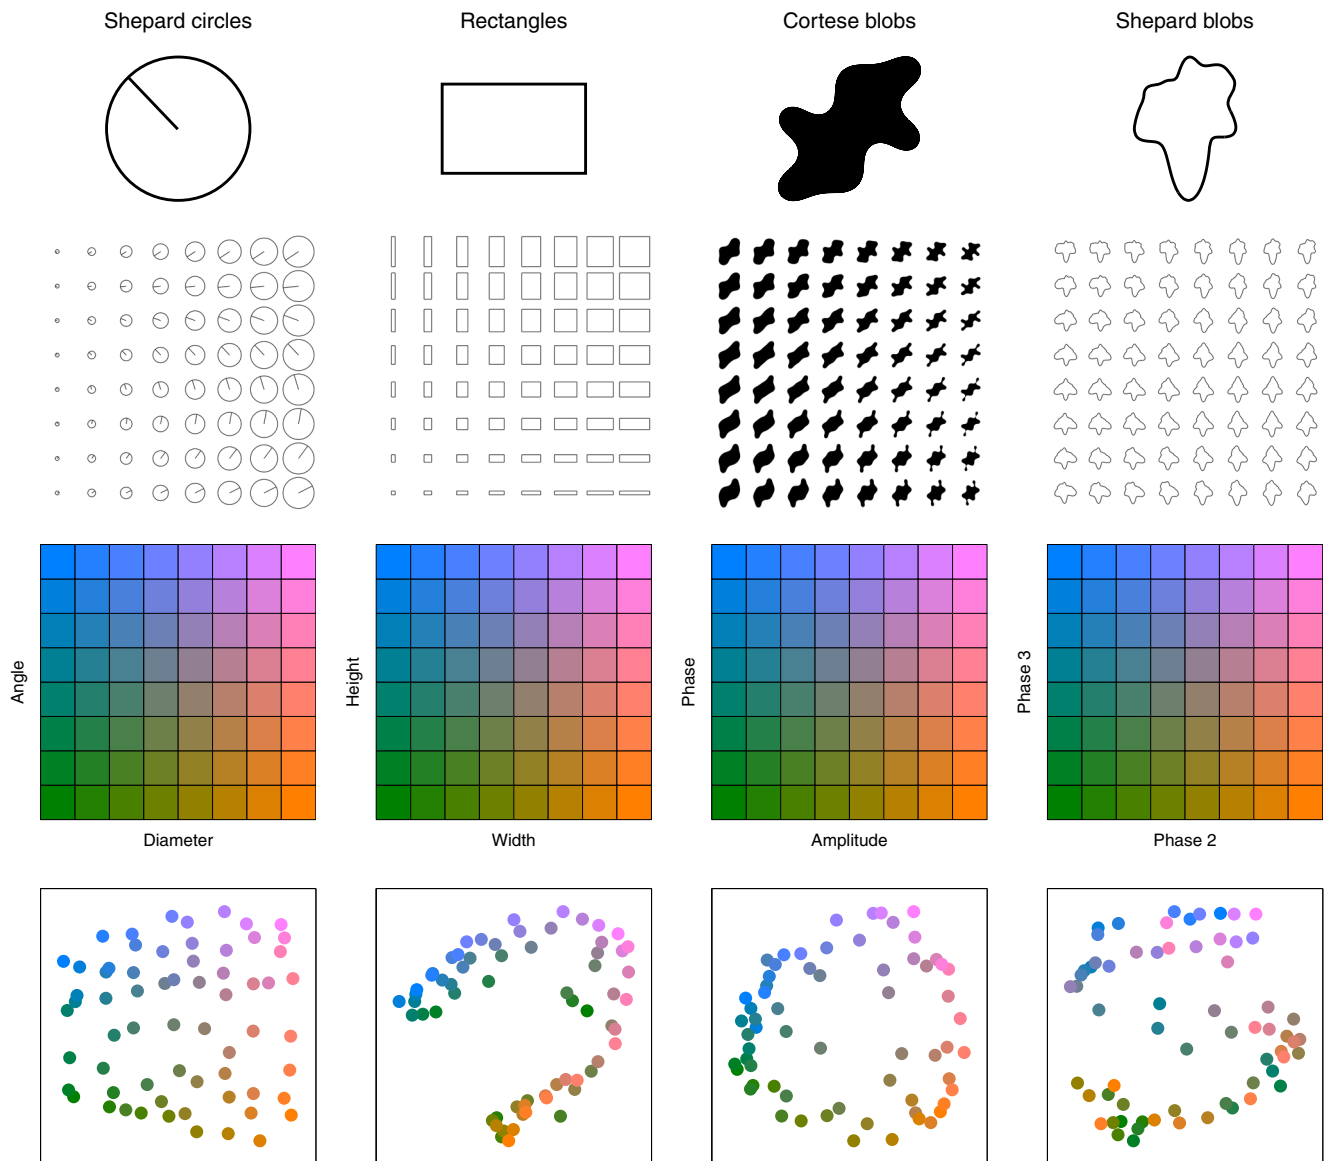 Shepard circles
Rectangles
Cortese blobs
Shepard blobs
Angle
Height
Phase
Phase 3
Diameter
Width
Amplitude
Phase 2